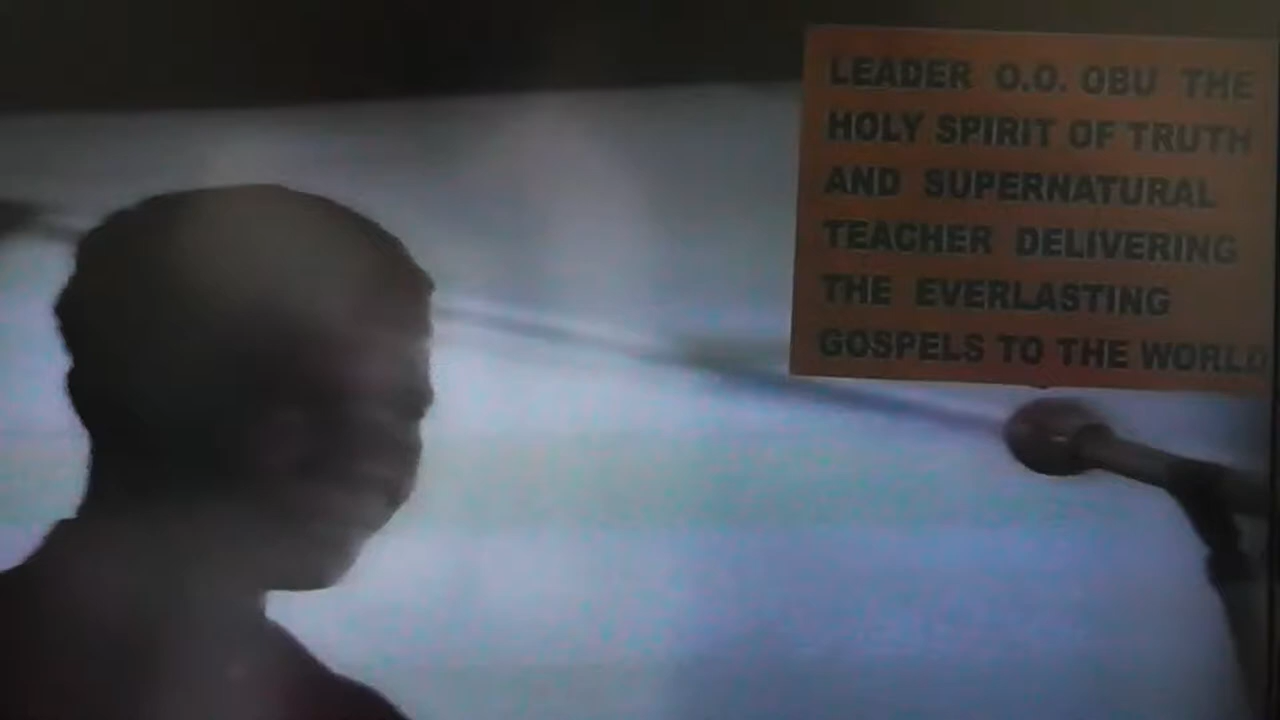 LEADER O.O. OBU THE
HOLY SPIRIT OF TRUTH
AND SUPERNATURAL
TEACHER DELIVERING
THE EVERLASTING
GOSPELS TO THE WORLD